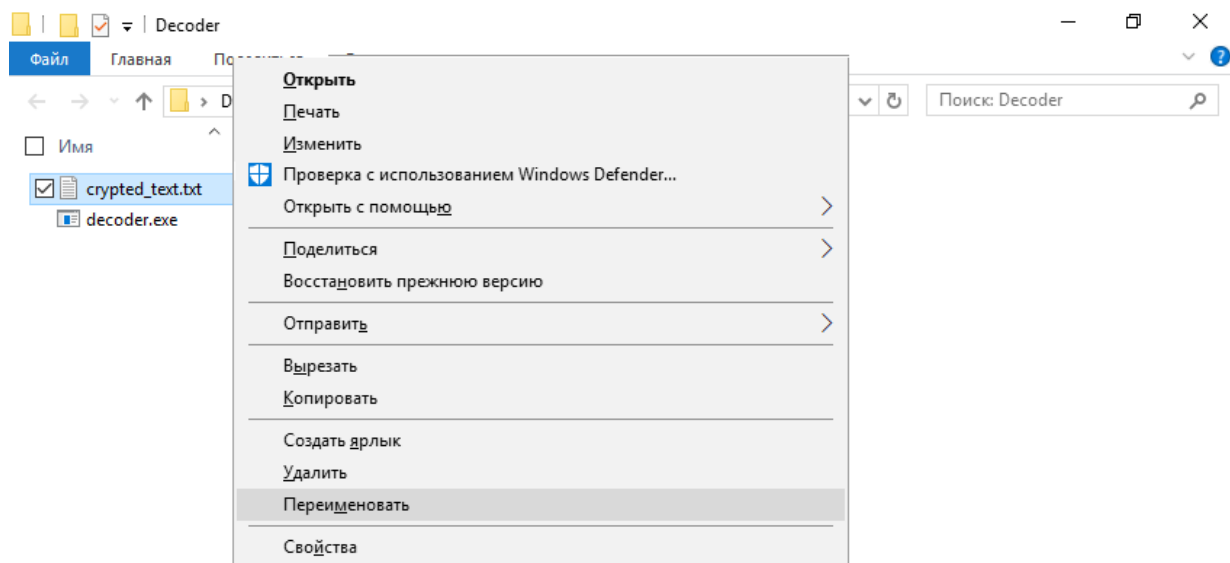 Decoder
Файл Главная
?
D
Поиск: Decoder
Имя
crypted_text.txt
decoder.exe
Открыть
Печать
Изменить
Проверка с использованием Windows Defender...
Открыть с помощью
Поделиться
Восстановить прежнюю версию
Отправить
Вырезать
Копировать
Создать ярлык
Удалить
Переименовать
Свойства